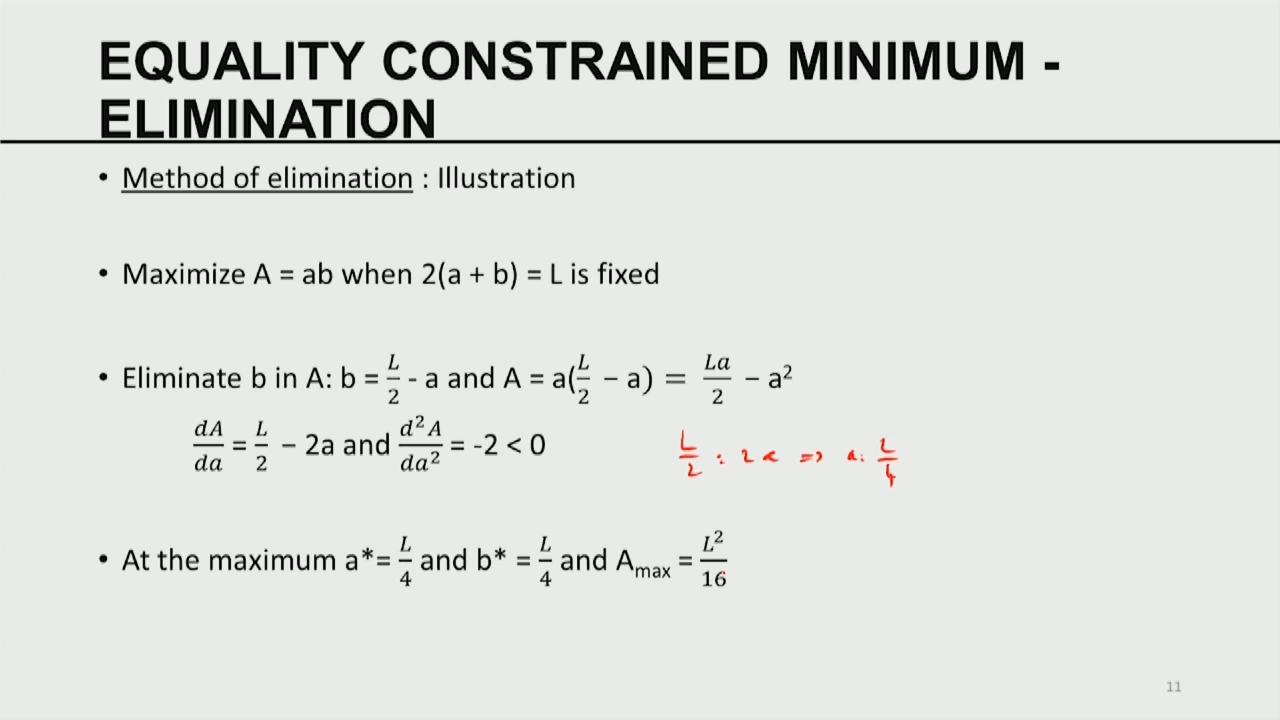 EQUALITY CONSTRAINED MINIMUM -
ELIMINATION
• Method of elimination : Illustration
• Maximize A = ab when 2(a + b) = L is fixed
• Eliminate b in A: b = L/2 - a and A = a(L/2 − a) = La/2 − a²
dA/da = L/2 − 2a and d²A/da² = -2 < 0
L/2 = 2a => a = L/4
• At the maximum a*= L/4 and b* = L/4 and Amax = L²/16
11